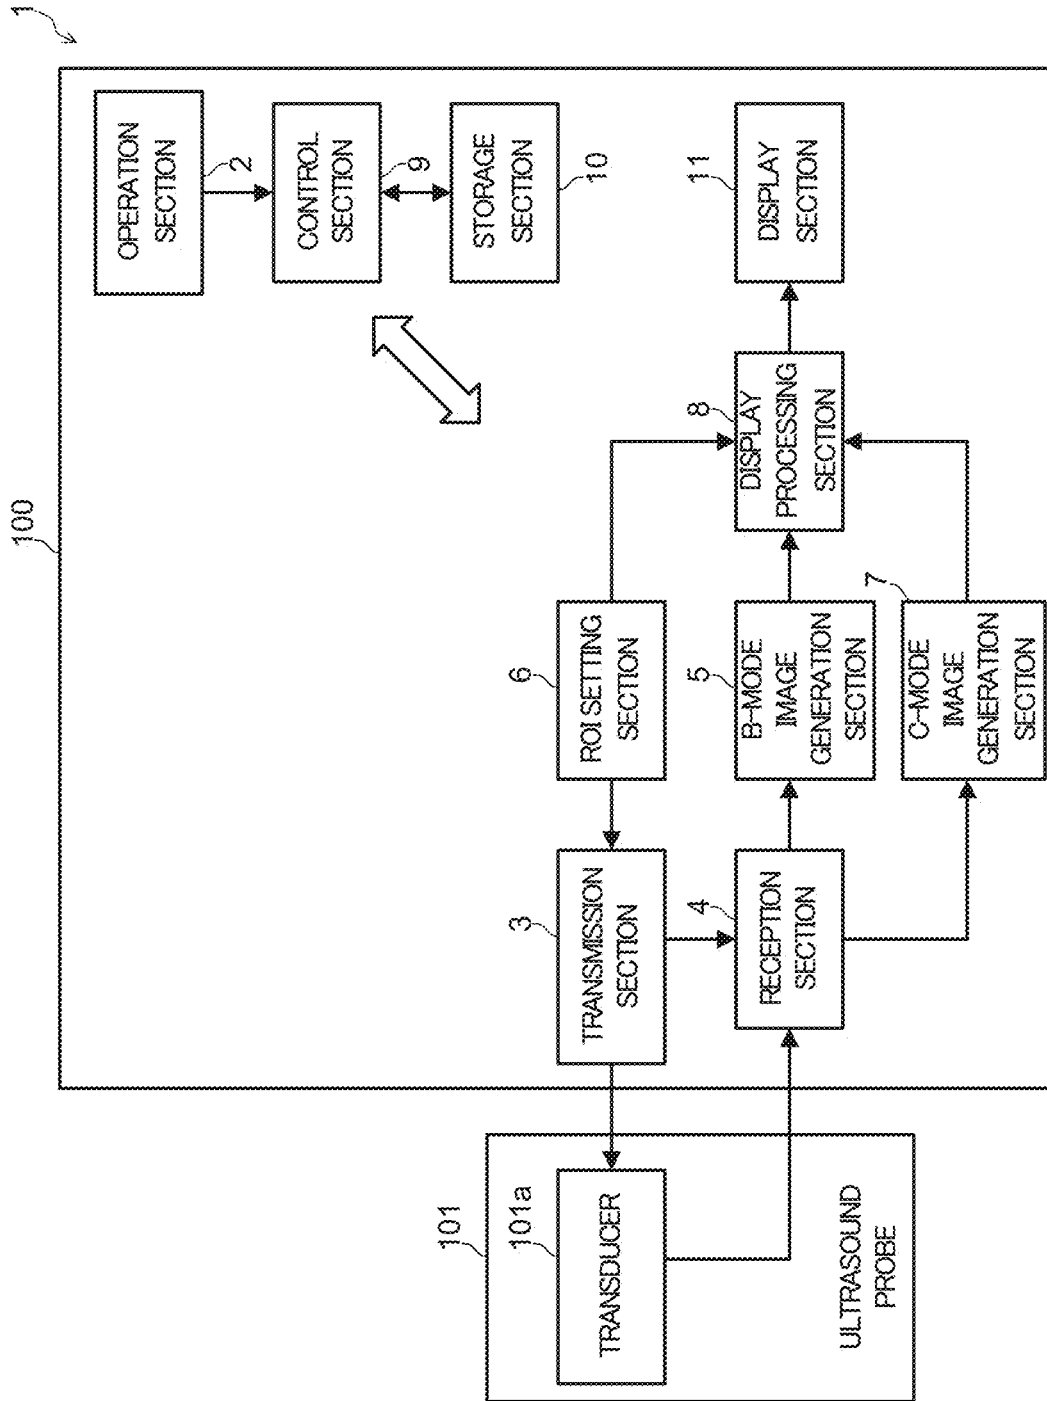 1
100
OPERATION
SECTION
2
CONTROL
SECTION
9
STORAGE
SECTION
10
101
101a
TRANSDUCER
ULTRASOUND
PROBE
3
TRANSMISSION
SECTION
6
ROI SETTING
SECTION
4
RECEPTION
SECTION
5
B-MODE
IMAGE
GENERATION
SECTION
7
C-MODE
IMAGE
GENERATION
SECTION
8
DISPLAY
PROCESSING
SECTION
11
DISPLAY
SECTION